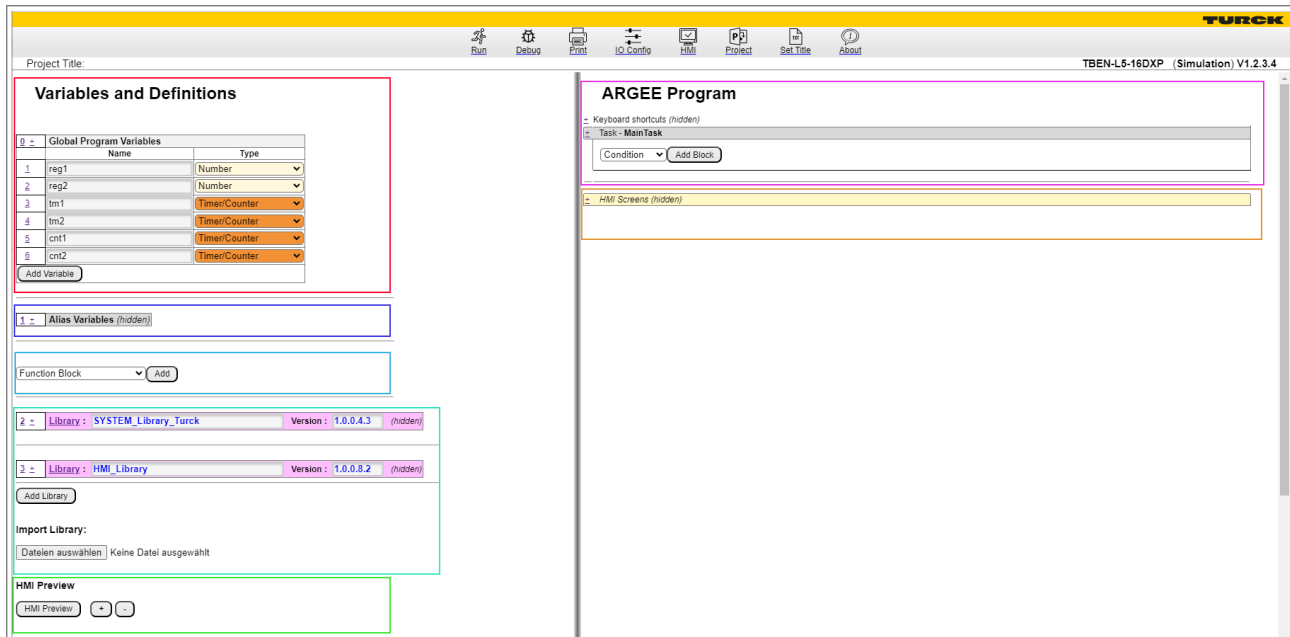 TURCK
Run Debug Print IO Config HMI Project Set Title About
Project Title:
TBEN-L5-16DXP (Simulation) V1.2.3.4
Variables and Definitions
0 ± Global Program Variables
Name Type
1 reg1 Number
2 reg2 Number
3 tm1 Timer/Counter
4 tm2 Timer/Counter
5 cnt1 Timer/Counter
6 cnt2 Timer/Counter
Add Variable
1 ± Alias Variables (hidden)
Function Block Add
2 ± Library : SYSTEM_Library_Turck Version : 1.0.0.4.3 (hidden)
3 ± Library : HMI_Library Version : 1.0.0.8.2 (hidden)
Add Library
Import Library:
Dateien auswählen Keine Datei ausgewählt
HMI Preview
HMI Preview + -
ARGEE Program
± Keyboard shortcuts (hidden)
± Task - MainTask
Condition Add Block
± HMI Screens (hidden)